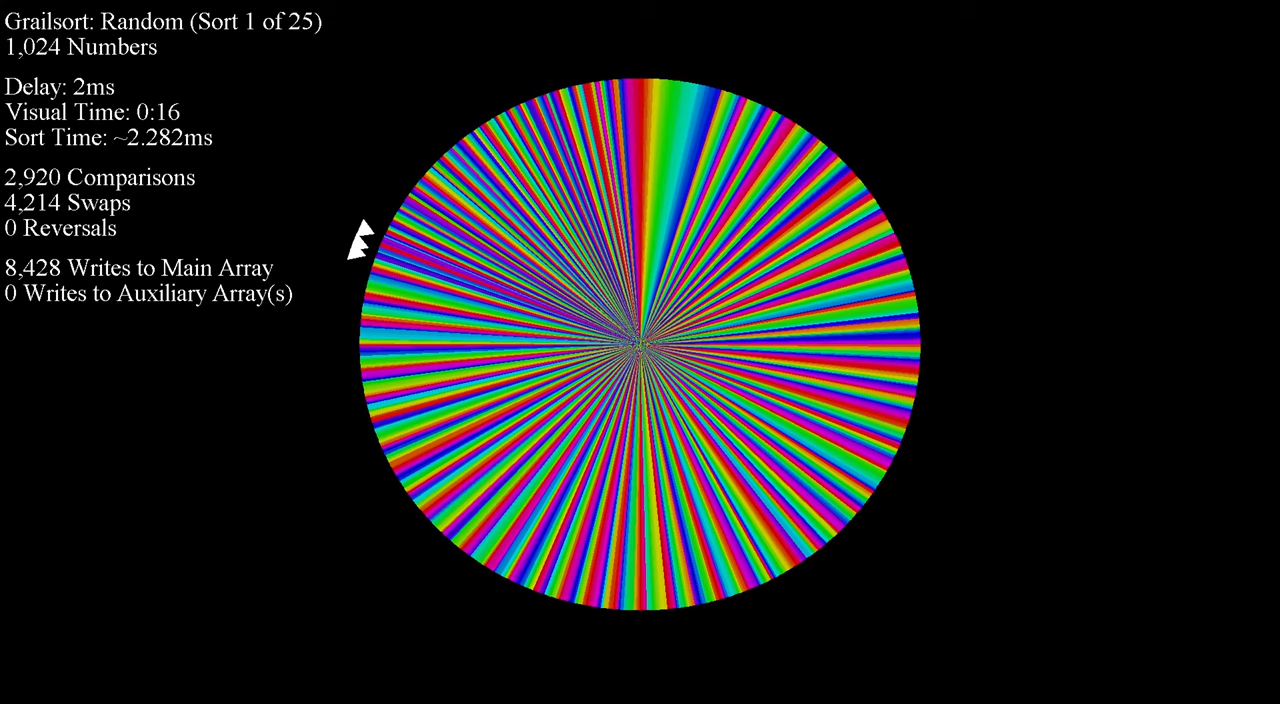 Grailsort: Random (Sort 1 of 25)
1,024 Numbers
Delay: 2ms
Visual Time: 0:16
Sort Time: ~2.282ms
2,920 Comparisons
4,214 Swaps
0 Reversals
8,428 Writes to Main Array
0 Writes to Auxiliary Array(s)